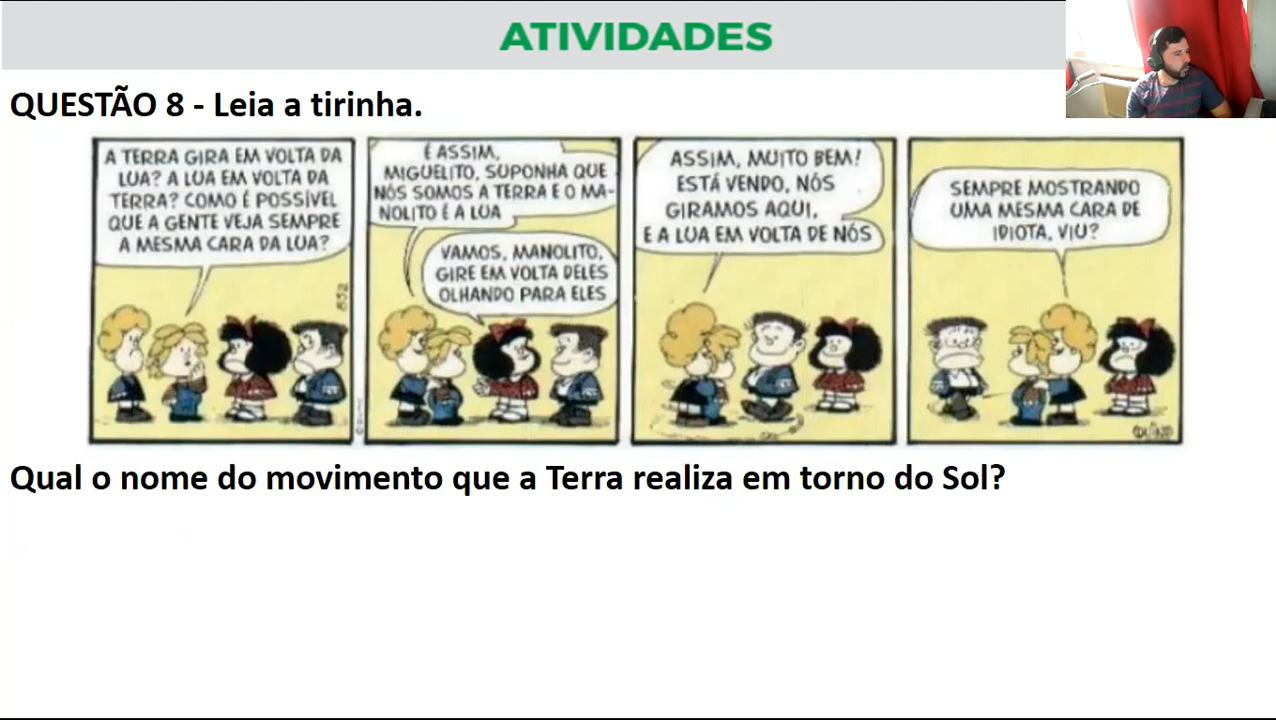 ATIVIDADES
QUESTÃO 8 - Leia a tirinha.
A TERRA GIRA EM VOLTA DA
LUA? A LUA EM VOLTA DA
TERRA? COMO É POSSÍVEL
QUE A GENTE VEJA SEMPRE
A MESMA CARA DA LUA?
É ASSIM,
MIGUELITO, SUPONHA QUE
NÓS SOMOS A TERRA E O MA-
NOLITO É A LUA
VAMOS, MANOLITO,
GIRE EM VOLTA DELES
OLHANDO PARA ELES
ASSIM, MUITO BEM!
ESTÁ VENDO, NÓS
GIRAMOS AQUI,
E A LUA EM VOLTA DE NÓS
SEMPRE MOSTRANDO
UMA MESMA CARA DE
IDIOTA, VIU?
QUINO
Qual o nome do movimento que a Terra realiza em torno do Sol?